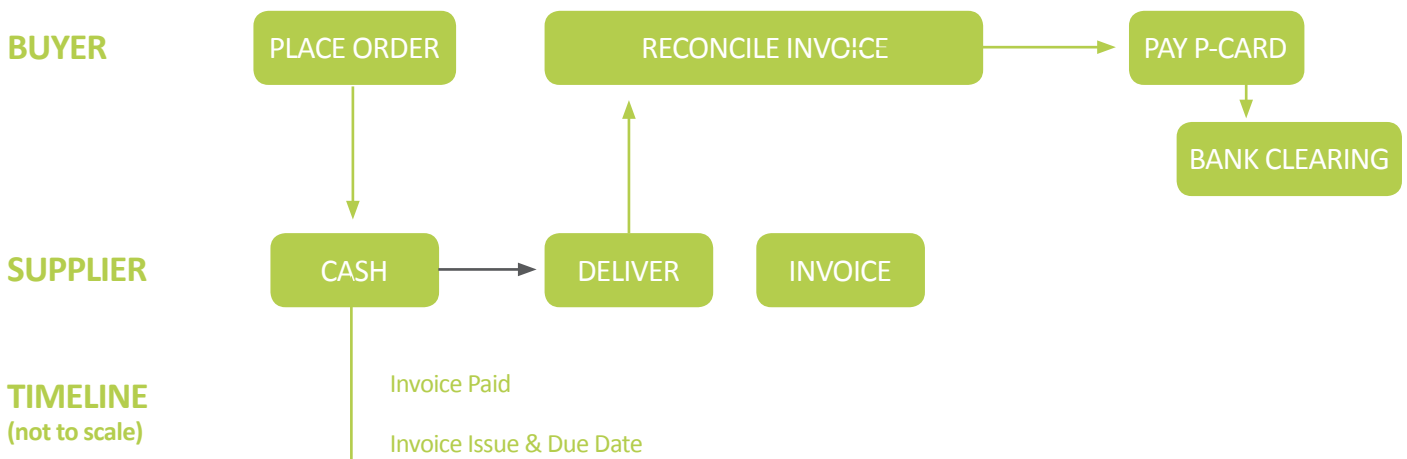 BUYER
PLACE ORDER
RECONCILE INVOICE
PAY P-CARD
BANK CLEARING
SUPPLIER
CASH
DELIVER
INVOICE
TIMELINE
(not to scale)
Invoice Paid
Invoice Issue & Due Date